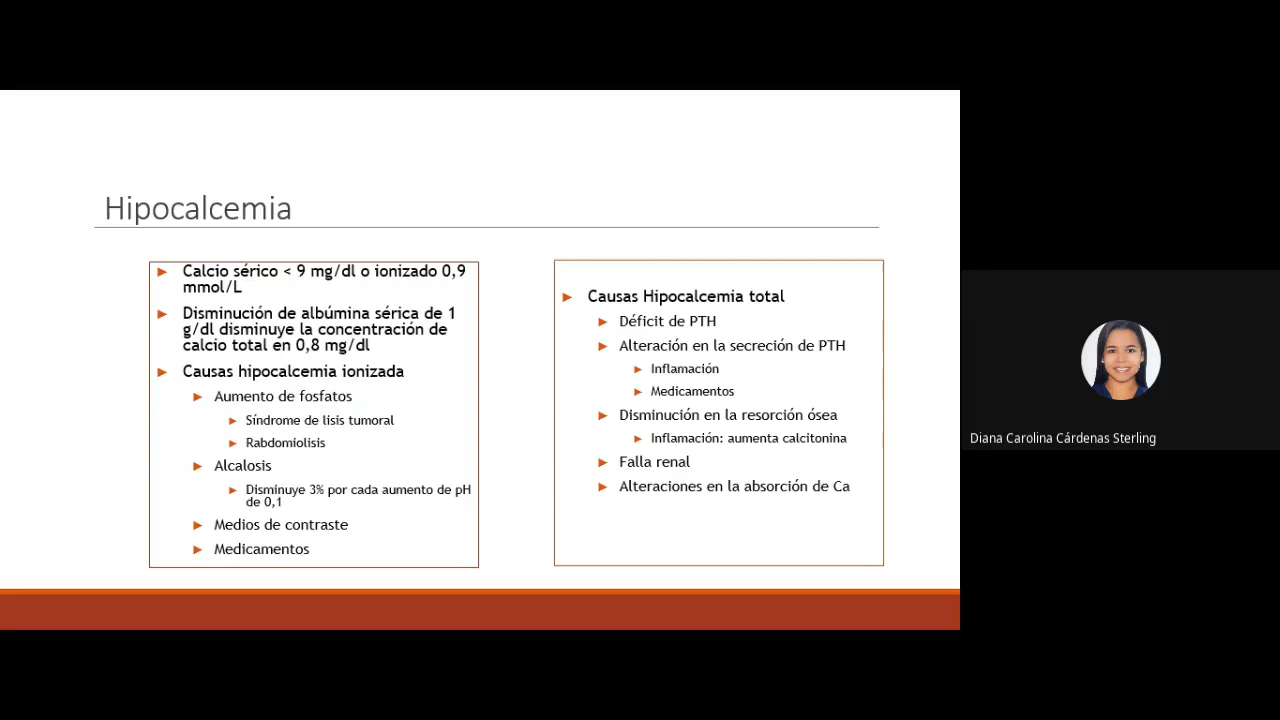 Hipocalcemia
► Calcio sérico < 9 mg/dl o ionizado 0,9
mmol/L
► Disminución de albúmina sérica de 1
g/dl disminuye la concentración de
calcio total en 0,8 mg/dl
► Causas hipocalcemia ionizada
► Aumento de fosfatos
► Síndrome de lisis tumoral
► Rabdomiolisis
► Alcalosis
► Disminuye 3% por cada aumento de pH
de 0,1
► Medios de contraste
► Medicamentos
► Causas Hipocalcemia total
► Déficit de PTH
► Alteración en la secreción de PTH
► Inflamación
► Medicamentos
► Disminución en la resorción ósea
► Inflamación: aumenta calcitonina
► Falla renal
► Alteraciones en la absorción de Ca
Diana Carolina Cárdenas Sterling